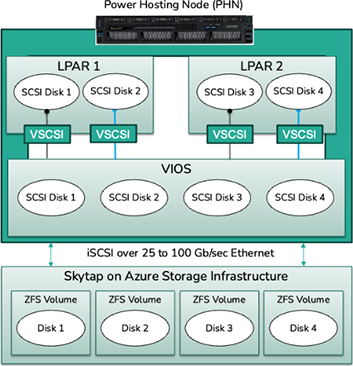 Power Hosting Node (PHN)
LPAR 1
LPAR 2
SCSI Disk 1
SCSI Disk 2
SCSI Disk 3
SCSI Disk 4
VSCSI
VSCSI
VSCSI
VSCSI
VIOS
SCSI Disk 1
SCSI Disk 2
SCSI Disk 3
SCSI Disk 4
iSCSI over 25 to 100 Gb/sec Ethernet
Skytap on Azure Storage Infrastructure
ZFS Volume
ZFS Volume
ZFS Volume
ZFS Volume
Disk 1
Disk 2
Disk 3
Disk 4